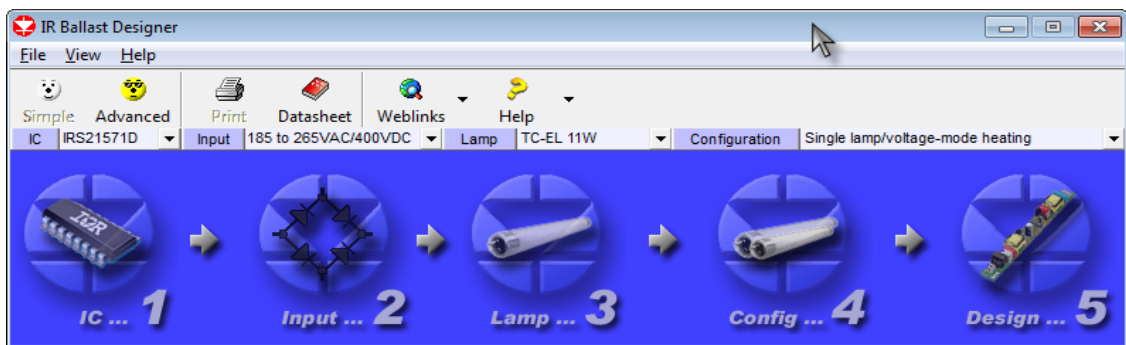 IR Ballast Designer
File View Help
Simple Advanced Print Datasheet Weblinks Help
IC IRS21571D Input 185 to 265VAC/400VDC Lamp TC-EL 11W Configuration Single lamp/voltage-mode heating
IOR
IC ... 1 Input ... 2 Lamp ... 3 Config ... 4 Design ... 5